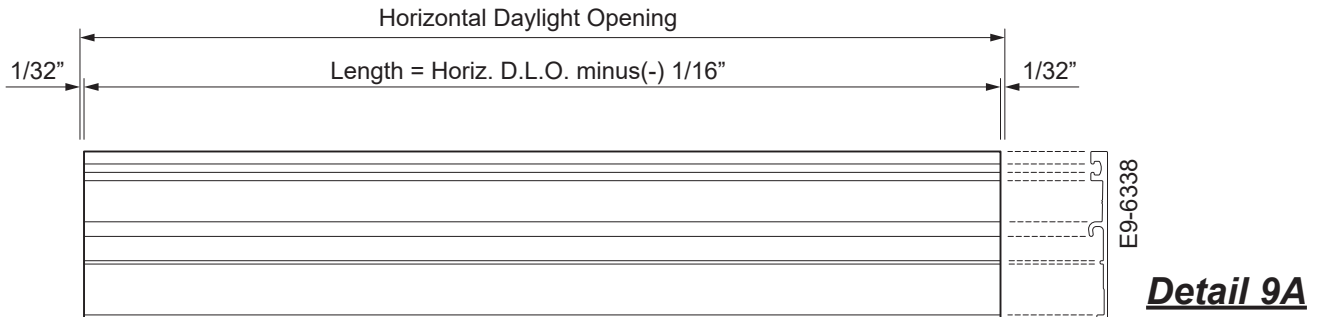 Horizontal Daylight Opening
1/32” Length = Horiz. D.L.O. minus(-) 1/16” 1/32”
E9-6338
Detail 9A